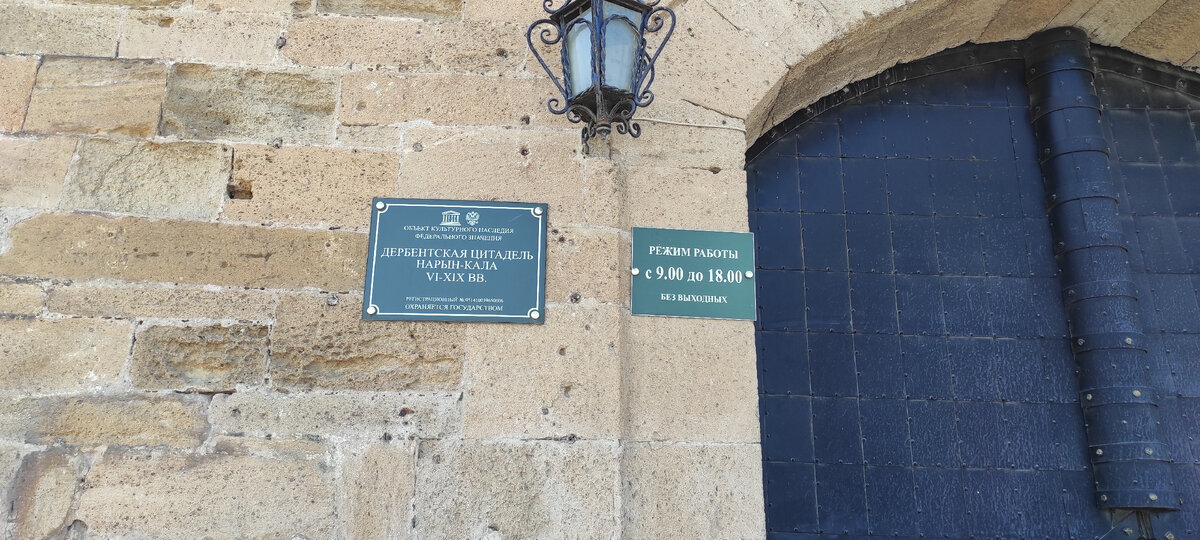 ОБЪЕКТ КУЛЬТУРНОГО НАСЛЕДИЯ
ФЕДЕРАЛЬНОГО ЗНАЧЕНИЯ
ДЕРБЕНТСКАЯ ЦИТАДЕЛЬ
НАРЫН-КАЛА
VI-XIX ВВ.
РЕГИСТРАЦИОННЫЙ
ОХРАНЯЕТСЯ ГОСУДАРСТВОМ
РЕЖИМ РАБОТЫ
с 9.00 до 18.00
БЕЗ ВЫХОДНЫХ